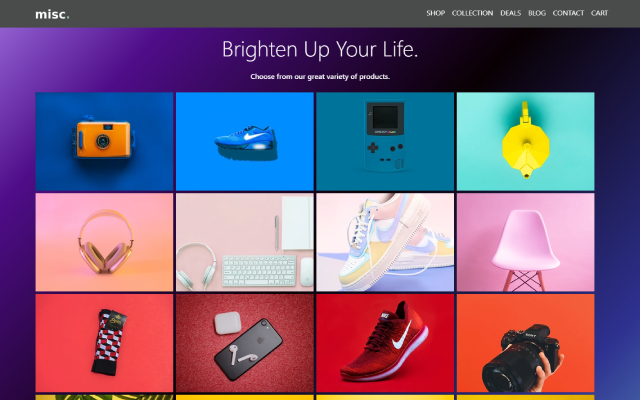 misc.
SHOP COLLECTION DEALS BLOG CONTACT CART
Brighten Up Your Life.
Choose from our great variety of products.